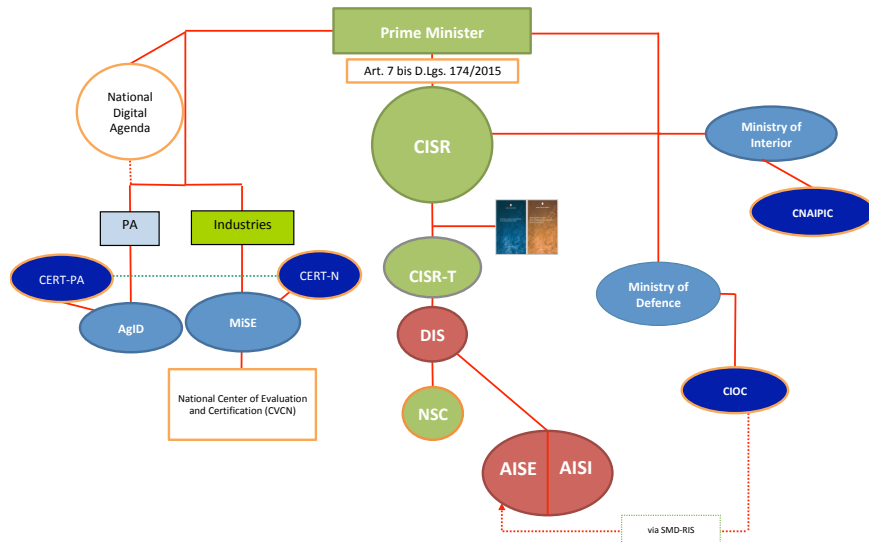 Prime Minister
Art. 7 bis D.Lgs. 174/2015
National
Digital
Agenda
CISR
Ministry of
Interior
CNAIPIC
PA
Industries
CERT-PA
CERT-N
CISR-T
Ministry of
Defence
AgID
MiSE
DIS
National Center of Evaluation
and Certification (CVCN)
NSC
CIOC
AISE
AISI
via SMD-RIS